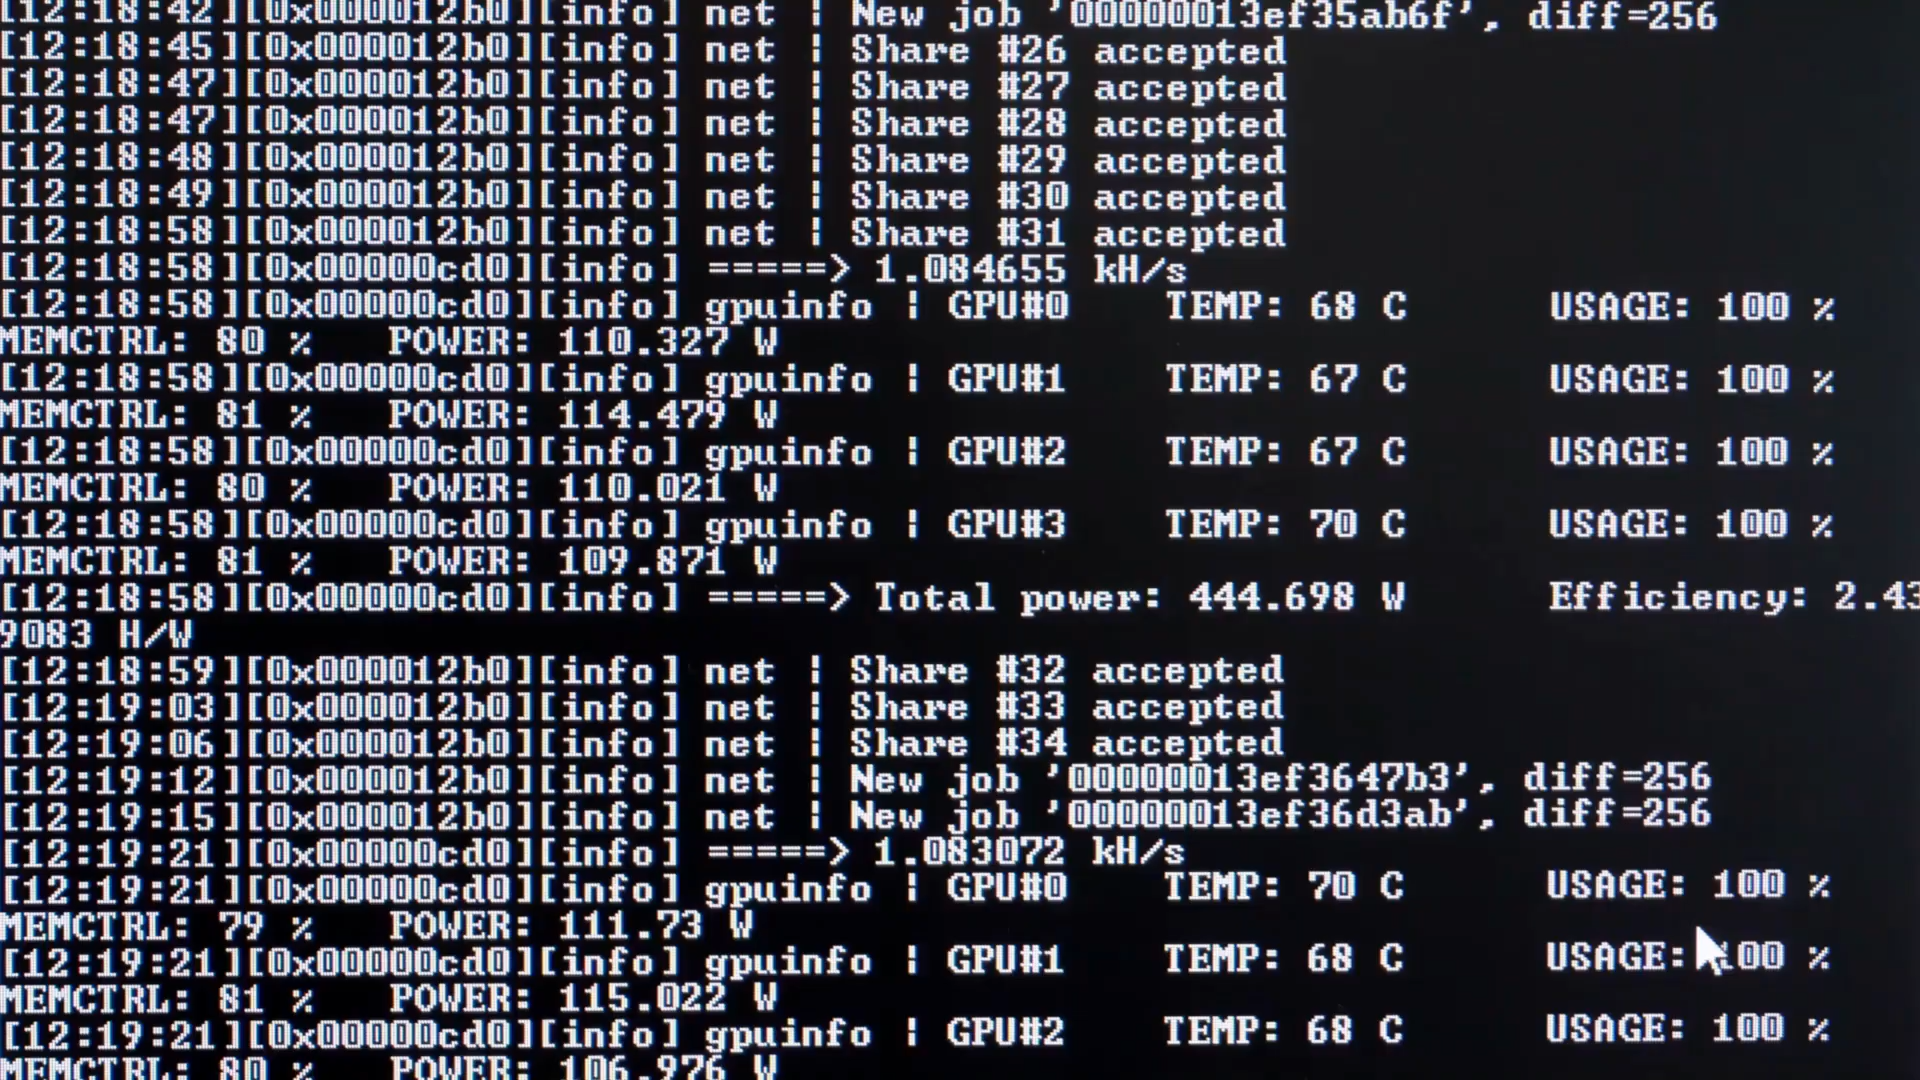 [12:18:42][0x000012b0][info] net ¦ New job '00000013ef35ab6f', diff=256
[12:18:45][0x000012b0][info] net ¦ Share #26 accepted
[12:18:47][0x000012b0][info] net ¦ Share #27 accepted
[12:18:47][0x000012b0][info] net ¦ Share #28 accepted
[12:18:48][0x000012b0][info] net ¦ Share #29 accepted
[12:18:49][0x000012b0][info] net ¦ Share #30 accepted
[12:18:58][0x000012b0][info] net ¦ Share #31 accepted
[12:18:58][0x00000cd0][info] =====> 1.084655 kH/s
[12:18:58][0x00000cd0][info] gpuinfo ¦ GPU#0 TEMP: 68 C USAGE: 100 %
MEMCTRL: 80 % POWER: 110.327 W
[12:18:58][0x00000cd0][info] gpuinfo ¦ GPU#1 TEMP: 67 C USAGE: 100 %
MEMCTRL: 81 % POWER: 114.479 W
[12:18:58][0x00000cd0][info] gpuinfo ¦ GPU#2 TEMP: 67 C USAGE: 100 %
MEMCTRL: 80 % POWER: 110.021 W
[12:18:58][0x00000cd0][info] gpuinfo ¦ GPU#3 TEMP: 70 C USAGE: 100 %
MEMCTRL: 81 % POWER: 109.871 W
[12:18:58][0x00000cd0][info] =====> Total power: 444.698 W Efficiency: 2.43
9083 H/W
[12:18:59][0x000012b0][info] net ¦ Share #32 accepted
[12:19:03][0x000012b0][info] net ¦ Share #33 accepted
[12:19:06][0x000012b0][info] net ¦ Share #34 accepted
[12:19:12][0x000012b0][info] net ¦ New job '00000013ef3647b3', diff=256
[12:19:15][0x000012b0][info] net ¦ New job '00000013ef36d3ab', diff=256
[12:19:21][0x00000cd0][info] =====> 1.083072 kH/s
[12:19:21][0x00000cd0][info] gpuinfo ¦ GPU#0 TEMP: 70 C USAGE: 100 %
MEMCTRL: 79 % POWER: 111.73 W
[12:19:21][0x00000cd0][info] gpuinfo ¦ GPU#1 TEMP: 68 C USAGE: 100 %
MEMCTRL: 81 % POWER: 115.022 W
[12:19:21][0x00000cd0][info] gpuinfo ¦ GPU#2 TEMP: 68 C USAGE: 100 %
MEMCTRL: 80 % POWER: 106.976 W